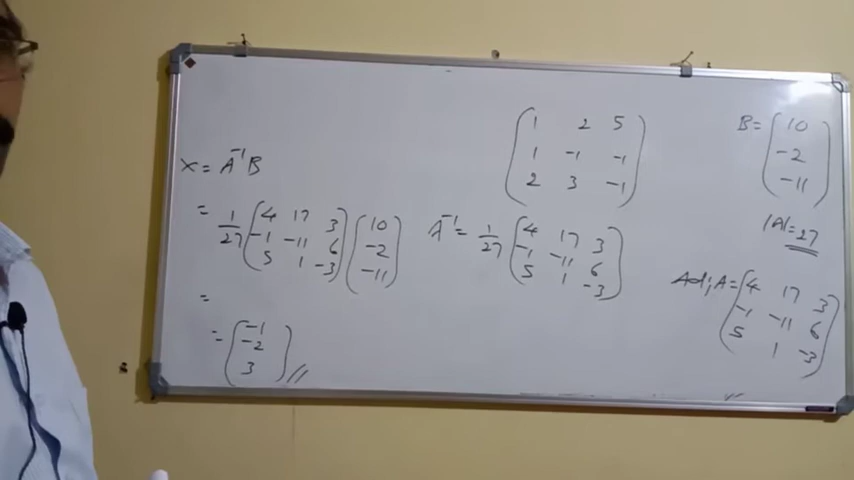 X = A⁻¹B
= 1/27 (4 17 3
-1 -11 6
5 1 -3) (10
-2
-11)
=
= (-1
-2
3) //
(1 2 5
1 -1 -1
2 3 -1)
A⁻¹ = 1/27 (4 17 3
-1 -11 6
5 1 -3)
B = (10
-2
-11)
|A| = 27
Adj A = (4 17 3
-1 -11 6
5 1 -3)